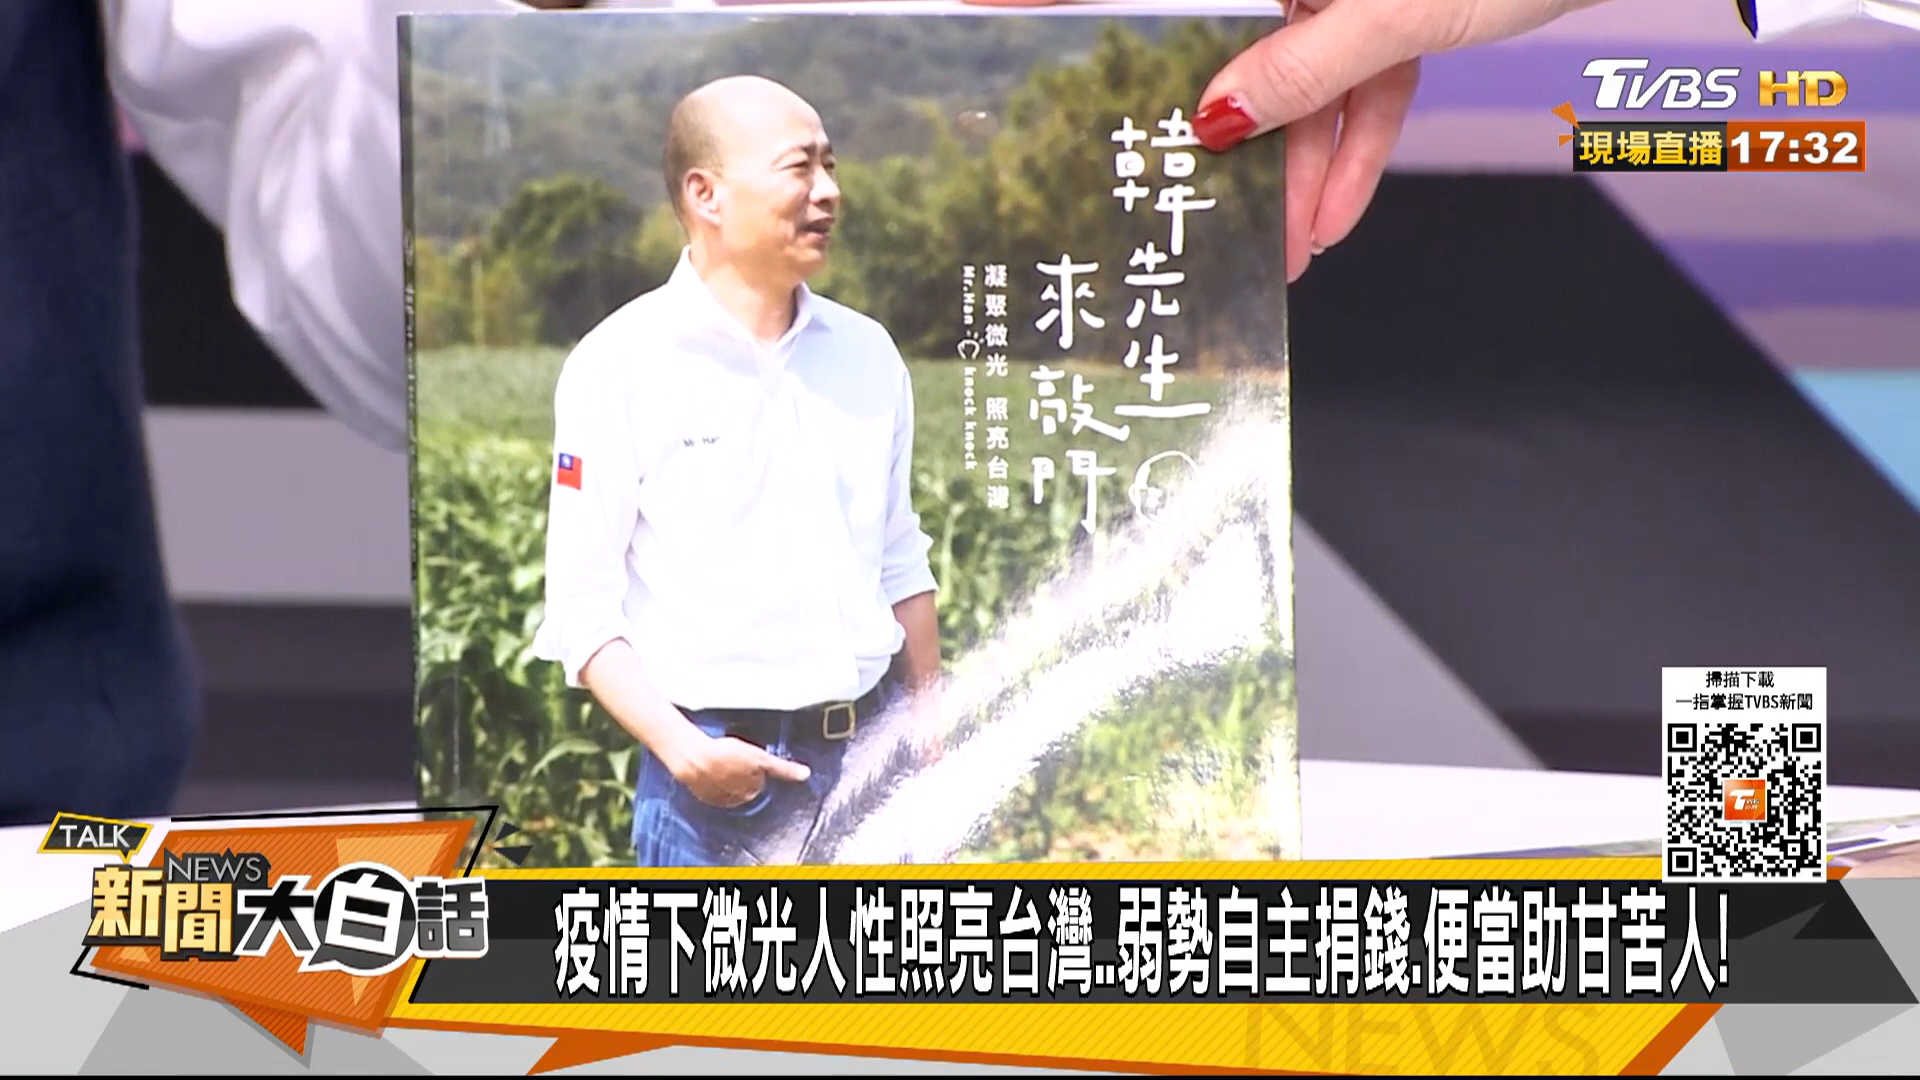 TVBS HD
現場直播 17:32
韓先生
來敲門
凝聚微光 照亮台灣
Mr.Han knock knock
掃描下載
一指掌握TVBS新聞
TALK
NEWS
新聞大白話
疫情下微光人性照亮台灣..弱勢自主捐錢.便當助甘苦人!
NEWS